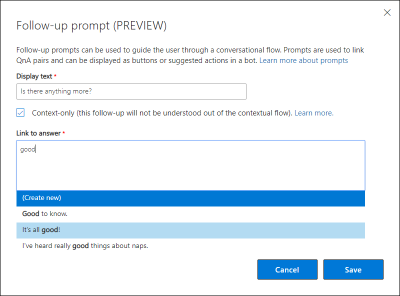 Follow-up prompt (PREVIEW)
Follow-up prompts can be used to guide the user through a conversational flow. Prompts are used to link
QnA pairs and can be displayed as buttons or suggested actions in a bot. Learn more about prompts
Display text *
Is there anything more?
Context-only (this follow-up will not be understood out of the contextual flow). Learn more.
Link to answer *
good
(Create new)
Good to know.
It's all good!
I've heard really good things about naps.
Cancel
Save